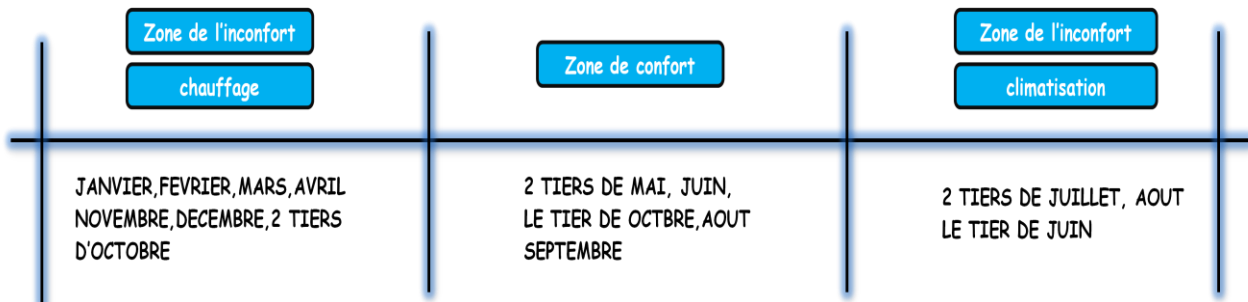 Zone de l'inconfort
chauffage
JANVIER,FEVRIER,MARS,AVRIL
NOVEMBRE,DECEMBRE,2 TIERS
D'OCTOBRE
Zone de confort
2 TIERS DE MAI, JUIN,
LE TIER DE OCTBRE,AOUT
SEPTEMBRE
Zone de l'inconfort
climatisation
2 TIERS DE JUILLET, AOUT
LE TIER DE JUIN